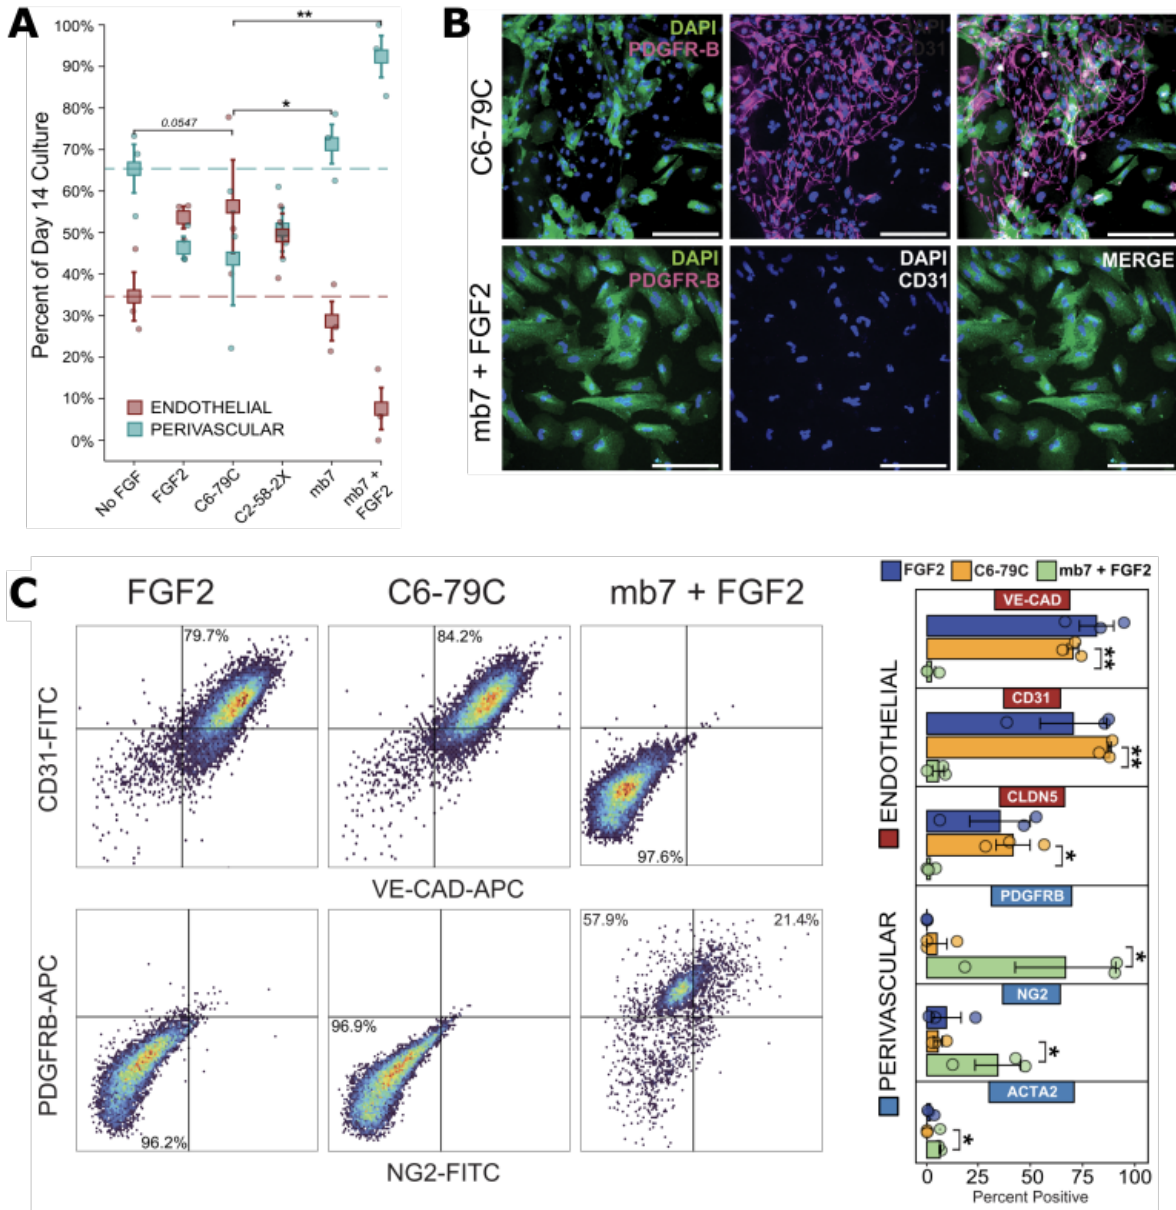 A
100%
90%
80%
70%
60%
50%
40%
30%
20%
10%
0%
Percent of Day 14 Culture
**
*
0.0547
ENDOTHELIAL
PERIVASCULAR
No FGF
FGF2
C6-79C
C2-58-2X
mb7
mb7 +
FGF2
B
C6-79C
DAPI
PDGFR-B
DAPI
CD31
mb7 + FGF2
DAPI
PDGFR-B
DAPI
CD31
MERGE
C
FGF2
C6-79C
mb7 + FGF2
CD31-FITC
79.7%
84.2%
97.6%
VE-CAD-APC
PDGFRB-APC
96.2%
96.9%
57.9%
21.4%
NG2-FITC
FGF2 C6-79C mb7 + FGF2
ENDOTHELIAL
PERIVASCULAR
VE-CAD
**
CD31
**
CLDN5
*
PDGFRB
*
NG2
*
ACTA2
*
0 25 50 75 100
Percent Positive